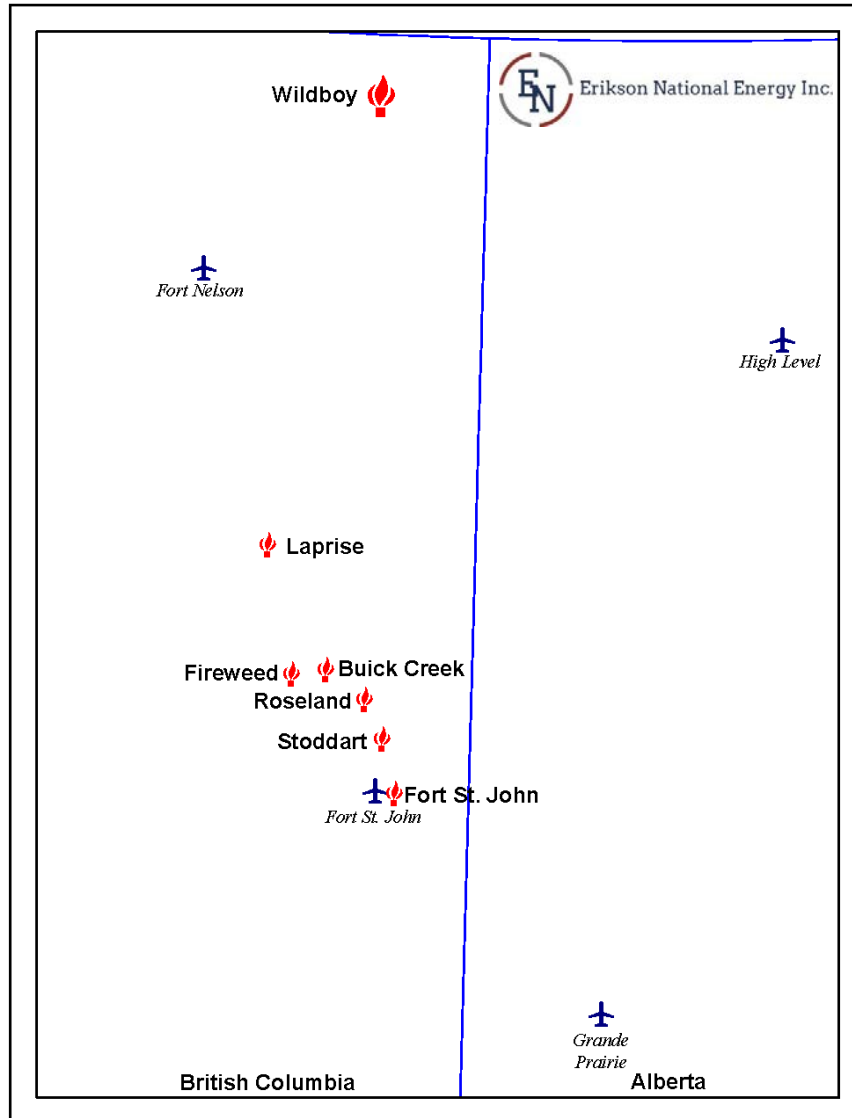 Wildboy
EN
Erikson National Energy Inc.
Fort Nelson
High Level
Laprise
Buick Creek
Fireweed
Roseland
Stoddart
Fort St. John
Fort St. John
Grande
Prairie
British Columbia
Alberta